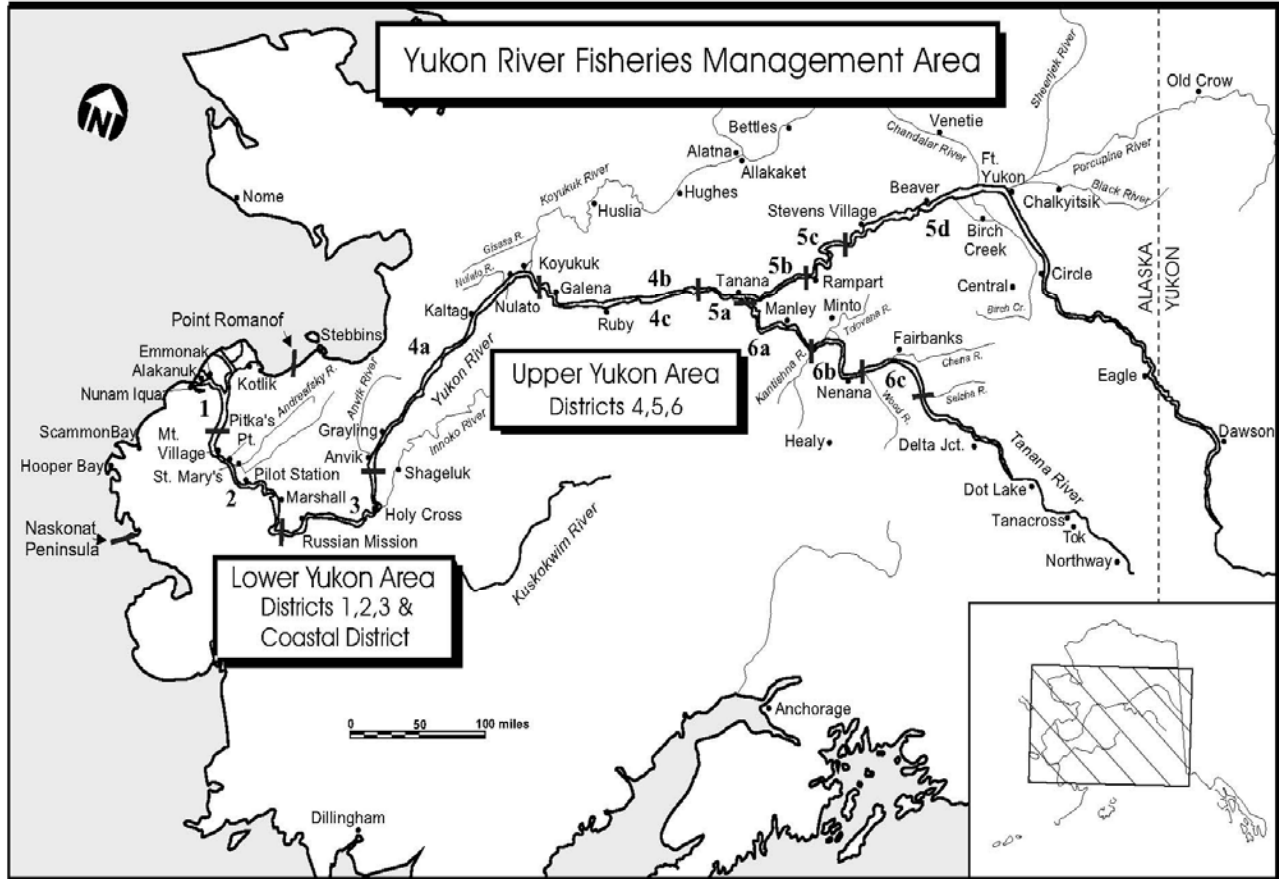 Yukon River Fisheries Management Area
N
Sheenjek River
Old Crow
Bettles
Venetie
Chandalar River
Alatna
Allakaket
Ft.
Yukon
Porcupine River
Koyukuk River
Hughes
Beaver
Black River
Nome
Huslia
Chalkyitsik
Stevens Village
5d
Birch
Creek
5c
Gisasa R.
Koyukuk
5b
Nulato R.
4b
Tanana
Rampart
Circle
ALASKA
YUKON
Galena
Central
Kaltag
Nulato
Ruby
4c
5a
Manley
Minto
Birch Cr.
Point Romanof
Stebbins
Tolovana R.
Emmonak
4a
6a
Fairbanks
Alakanuk
Kotlik
Yukon River
Kantishna R.
Chena R.
Nunam Iqua
Andreafsky R.
Anvik River
Upper Yukon Area
Districts 4,5,6
6b
6c
Eagle
1
Nenana
Salcha R.
Pitka's
Pt.
Innoko River
Wood R.
Scammon Bay
Mt.
Village
Grayling
Healy
Delta Jct.
Dawson
Hooper Bay
St. Mary's
Anvik
Shageluk
Tanana River
Pilot Station
2
Marshall
3
Holy Cross
Dot Lake
Naskonat
Peninsula
Russian Mission
Kuskokwim River
Tanacross
Tok
Northway
Lower Yukon Area
Districts 1,2,3 &
Coastal District
0 50 100 miles
Anchorage
Dillingham